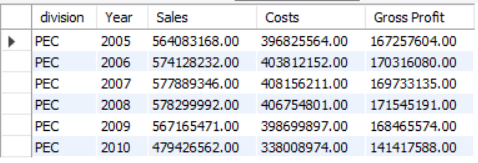 division Year Sales Costs Gross Profit
PEC 2005 564083168.00 396825564.00 167257604.00
PEC 2006 574128232.00 403812152.00 170316080.00
PEC 2007 577889346.00 408156211.00 169733135.00
PEC 2008 578299992.00 406754801.00 171545191.00
PEC 2009 567165471.00 398699897.00 168465574.00
PEC 2010 479426562.00 338008974.00 141417588.00